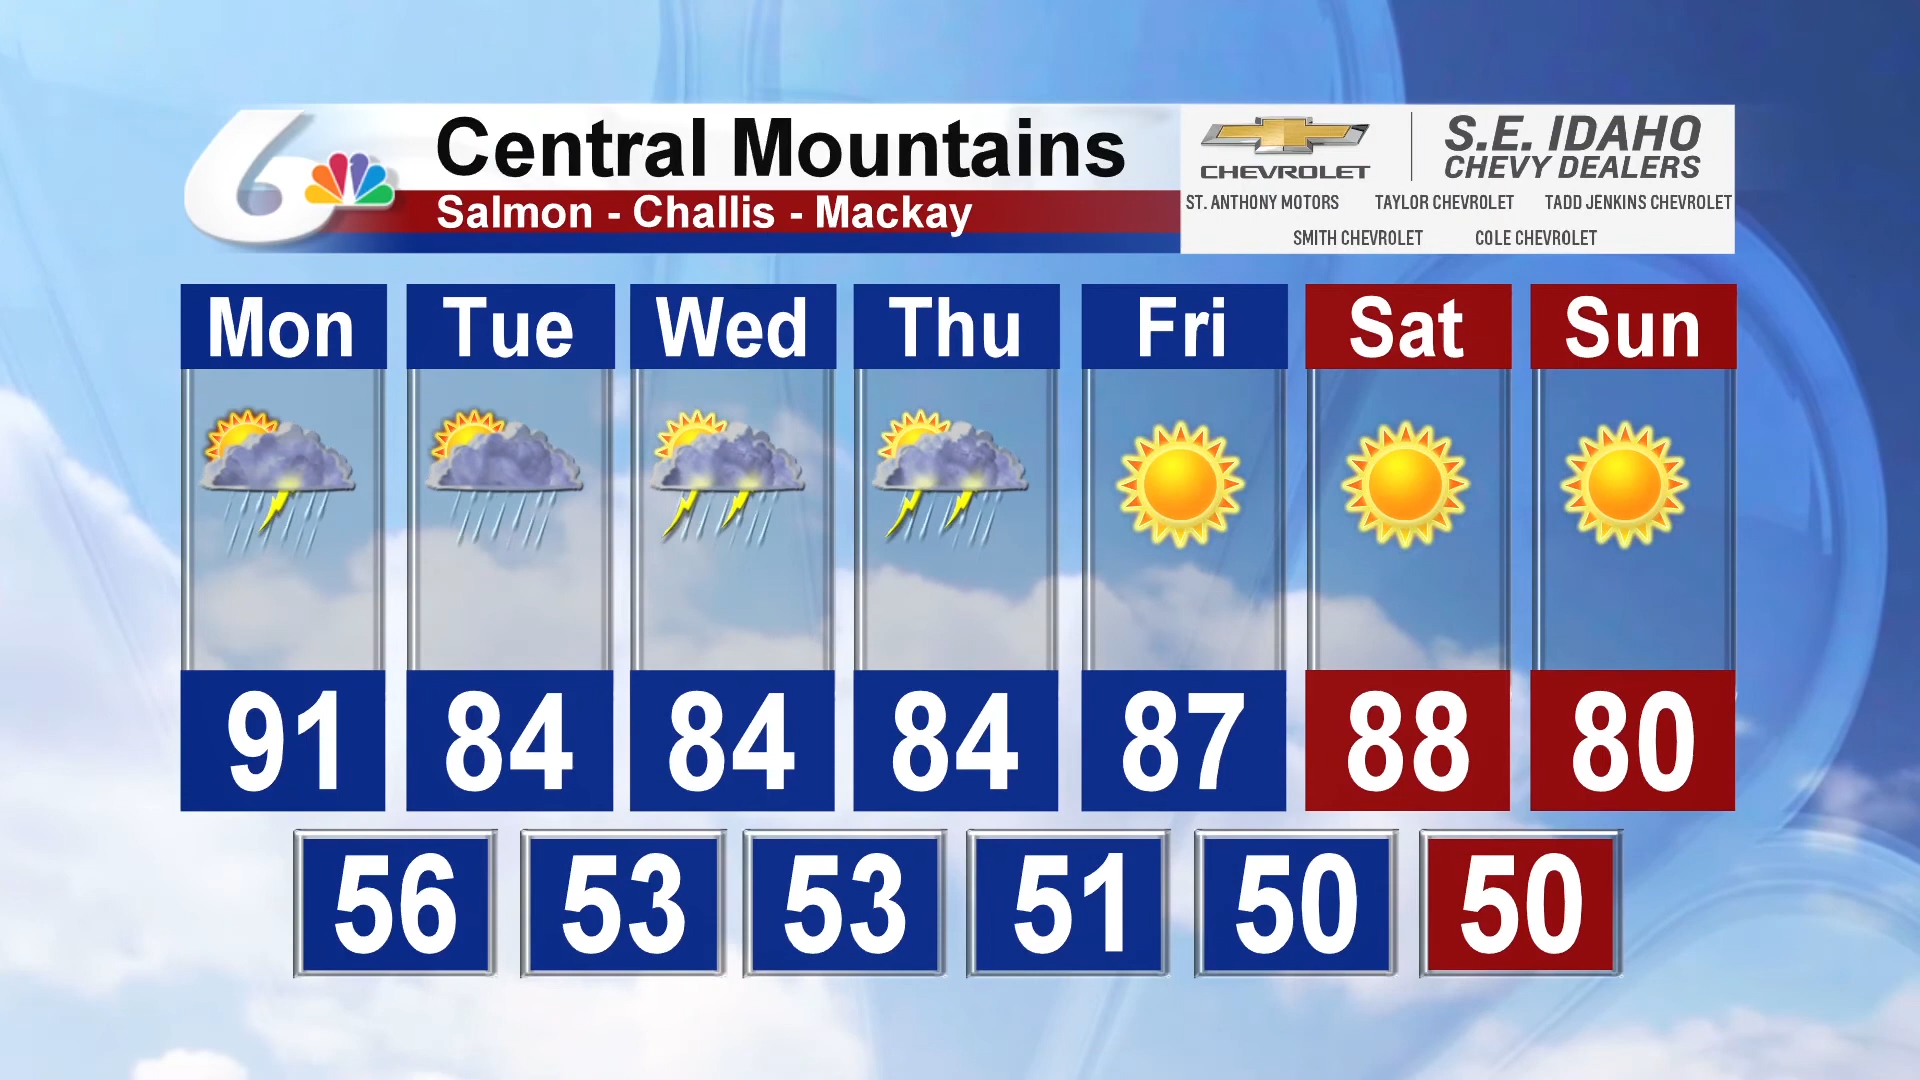 6
Central Mountains
Salmon - Challis - Mackay
CHEVROLET
S.E. IDAHO
CHEVY DEALERS
ST. ANTHONY MOTORS TAYLOR CHEVROLET TADD JENKINS CHEVROLET
SMITH CHEVROLET COLE CHEVROLET
Mon Tue Wed Thu Fri Sat Sun
91 84 84 84 87 88 80
56 53 53 51 50 50